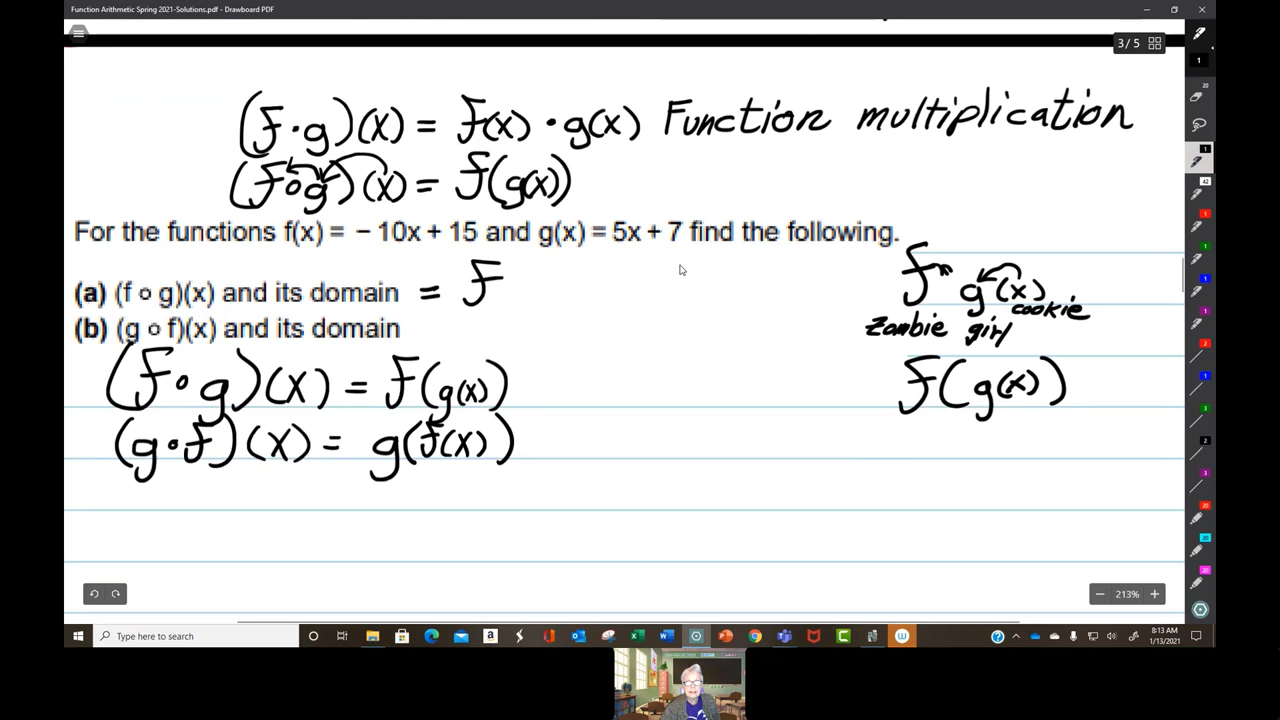 Function Arithmetic Spring 2021-Solutions.pdf - Drawboard PDF
3 / 5
(f · g)(x) = f(x) · g(x) Function multiplication
(f ∘ g)(x) = f(g(x))
For the functions f(x) = − 10x + 15 and g(x) = 5x + 7 find the following.
(a) (f ∘ g)(x) and its domain = f
(b) (g ∘ f)(x) and its domain
f g (x)
cookie
zombie girl
f(g(x))
(f ∘ g)(x) = f(g(x))
(g ∘ f)(x) = g(f(x))
213%
Type here to search
8:13 AM
1/13/2021